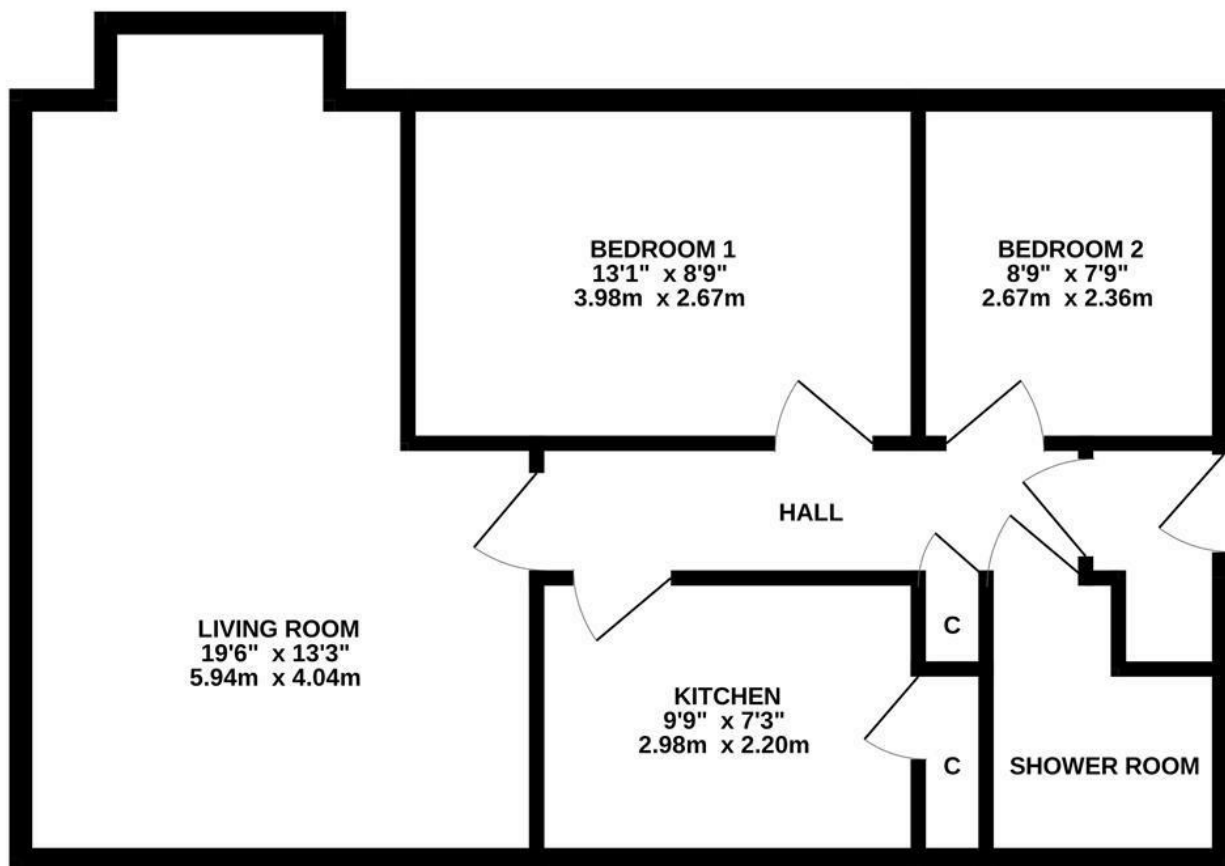 BEDROOM 1
13'1" x 8'9"
3.98m x 2.67m
BEDROOM 2
8'9" x 7'9"
2.67m x 2.36m
HALL
LIVING ROOM
19'6" x 13'3"
5.94m x 4.04m
C
KITCHEN
9'9" x 7'3"
2.98m x 2.20m
C
SHOWER ROOM